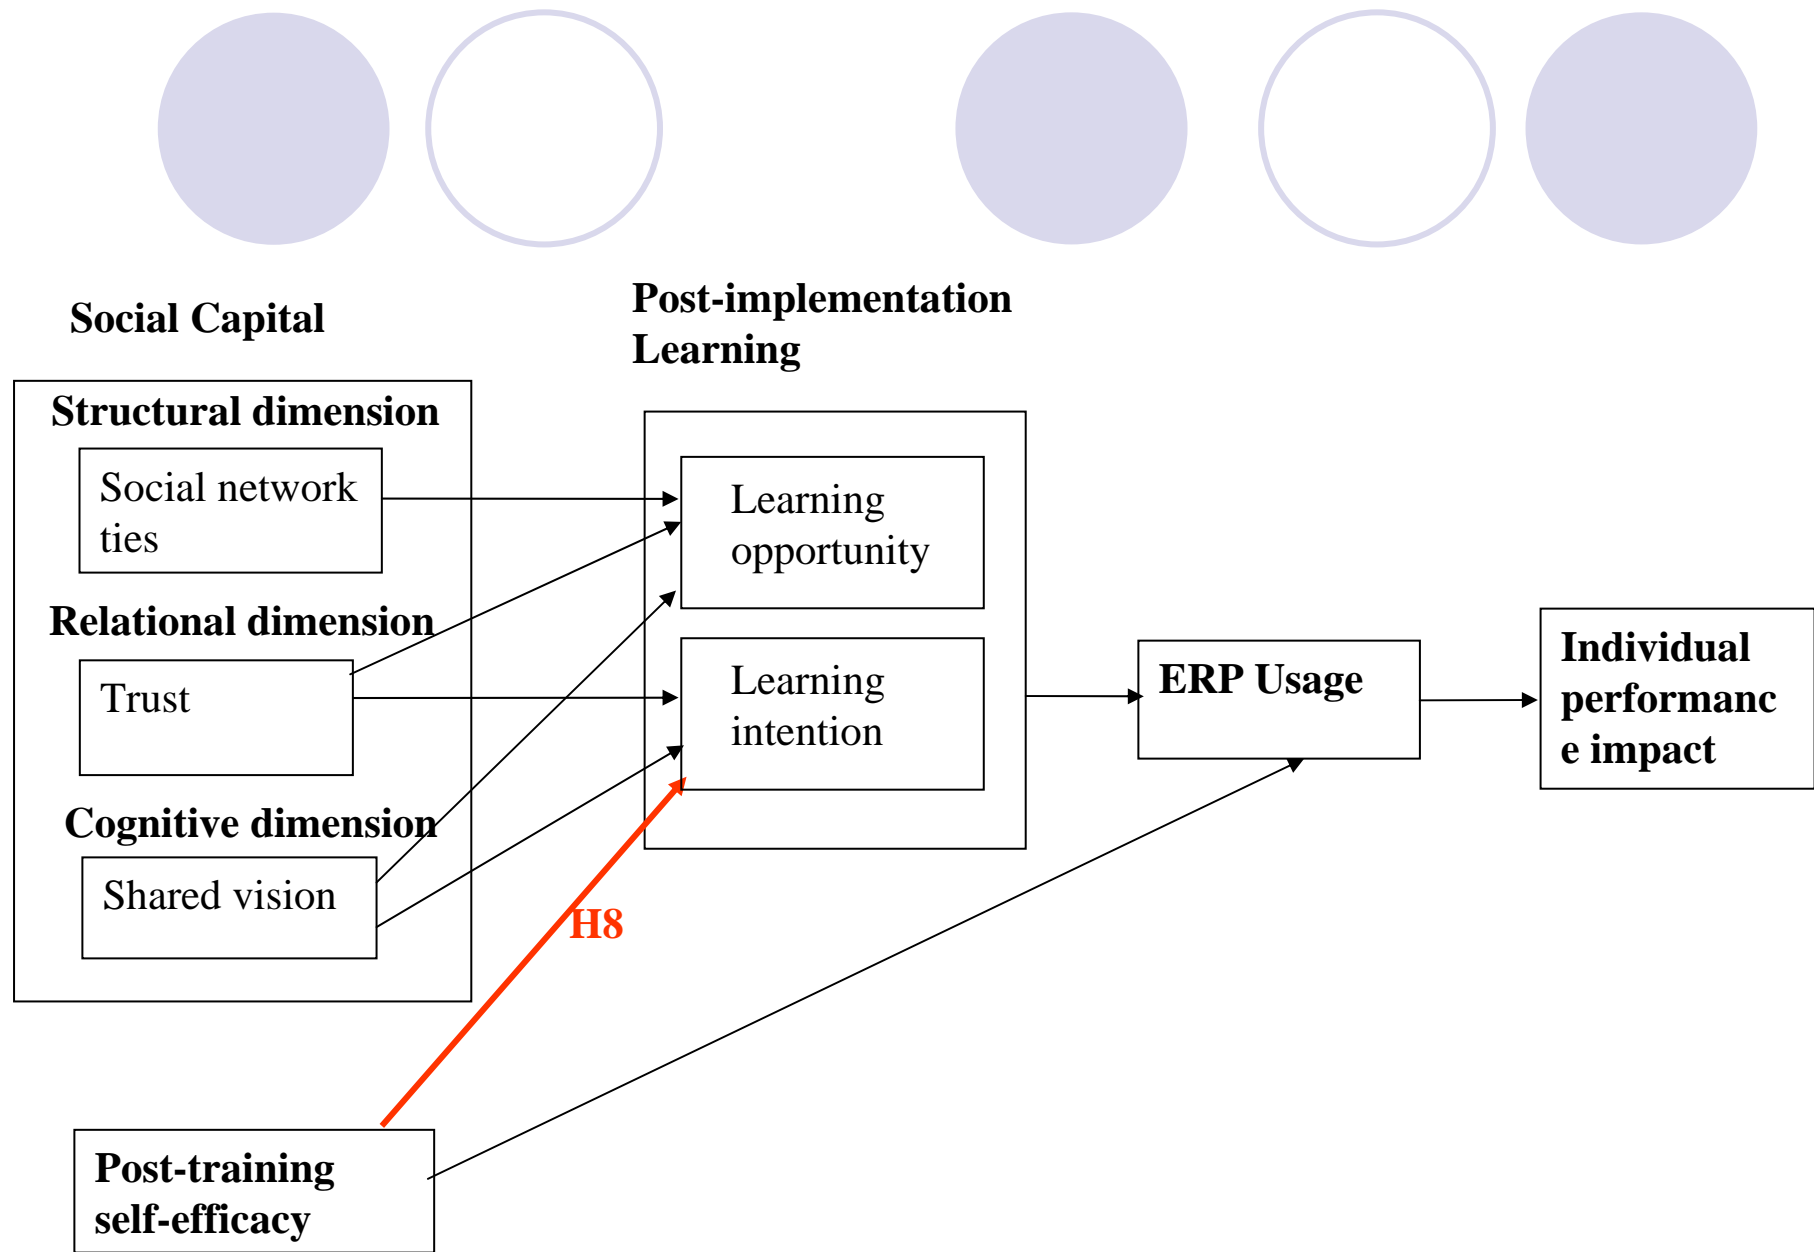 Social Capital
Post-implementation
Learning
Structural dimension
Social network
ties
Relational dimension
Trust
Cognitive dimension
Shared vision
Learning
opportunity
Learning
intention
H8
ERP Usage
Individual
performanc
e impact
Post-training
self-efficacy